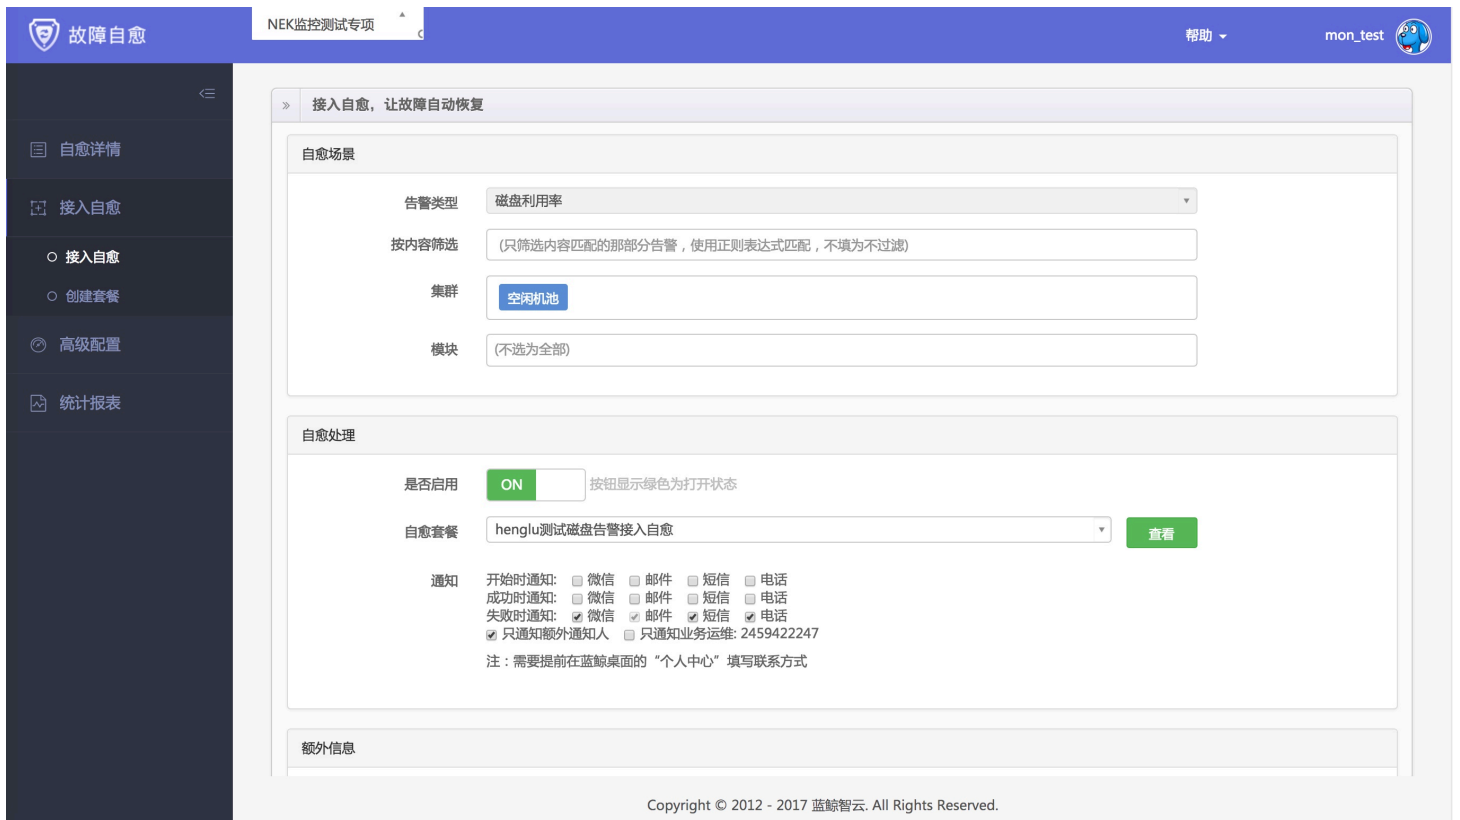 故障自愈
NEK监控测试专项
帮助
mon_test
自愈详情
接入自愈
接入自愈
创建套餐
高级配置
统计报表
接入自愈，让故障自动恢复
自愈场景
告警类型 磁盘利用率
按内容筛选 (只筛选内容匹配的那部分告警，使用正则表达式匹配，不填为不过滤)
集群 空闲机池
模块 (不选为全部)
自愈处理
是否启用 ON 按钮显示绿色为打开状态
自愈套餐 henglu测试磁盘告警接入自愈 查看
通知 开始时通知: 微信 邮件 短信 电话
成功时通知: 微信 邮件 短信 电话
失败时通知: 微信 邮件 短信 电话
只通知额外通知人 只通知业务运维: 2459422247
注：需要提前在蓝鲸桌面的“个人中心”填写联系方式
额外信息
Copyright © 2012 - 2017 蓝鲸智云. All Rights Reserved.